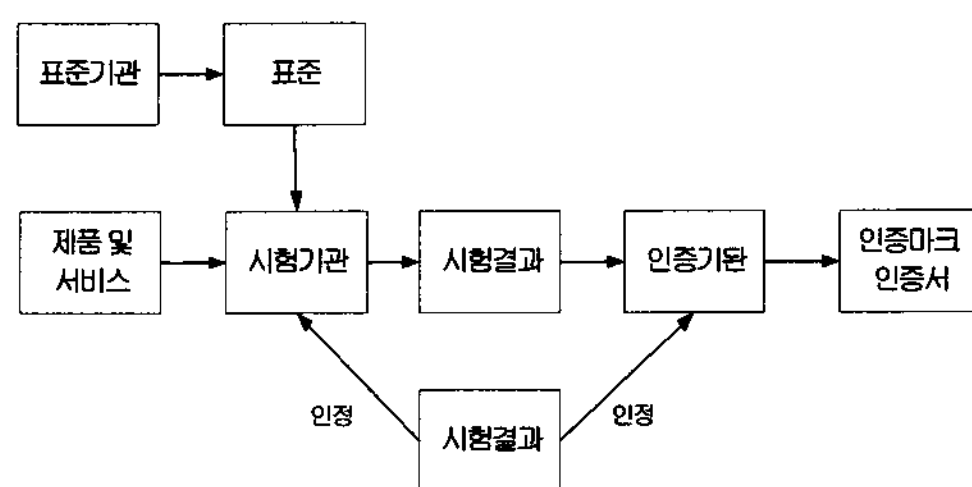 표준기관
표준
제품 및
서비스
시험기관
시험결과
인증기관
인증마크
인증서
인정
시험결과
인정